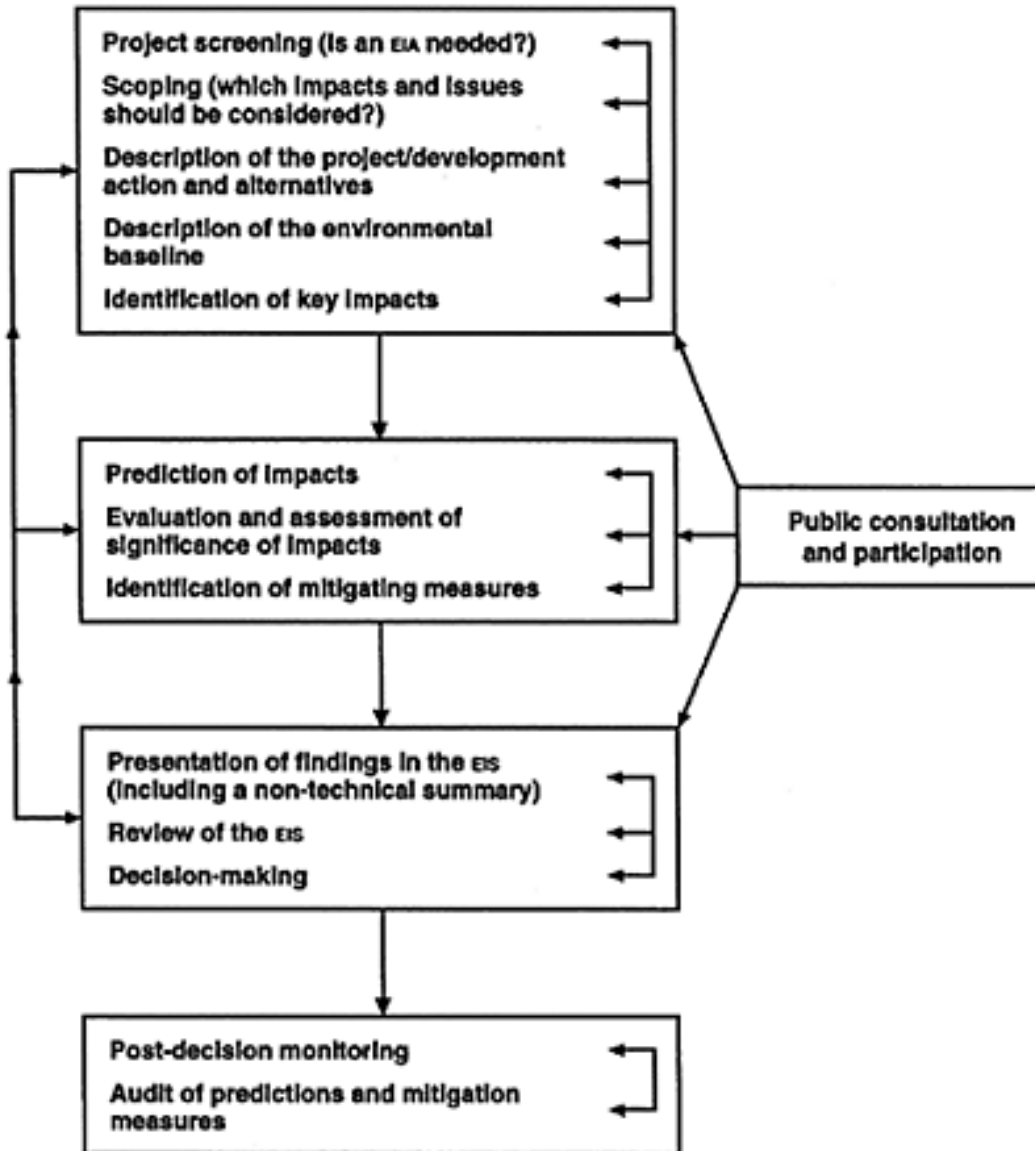 Project screening (is an EIA needed?)
Scoping (which impacts and issues
should be considered?)
Description of the project/development
action and alternatives
Description of the environmental
baseline
Identification of key impacts
Prediction of impacts
Evaluation and assessment of
significance of impacts
Identification of mitigating measures
Public consultation
and participation
Presentation of findings in the EIS
(including a non-technical summary)
Review of the EIS
Decision-making
Post-decision monitoring
Audit of predictions and mitigation
measures